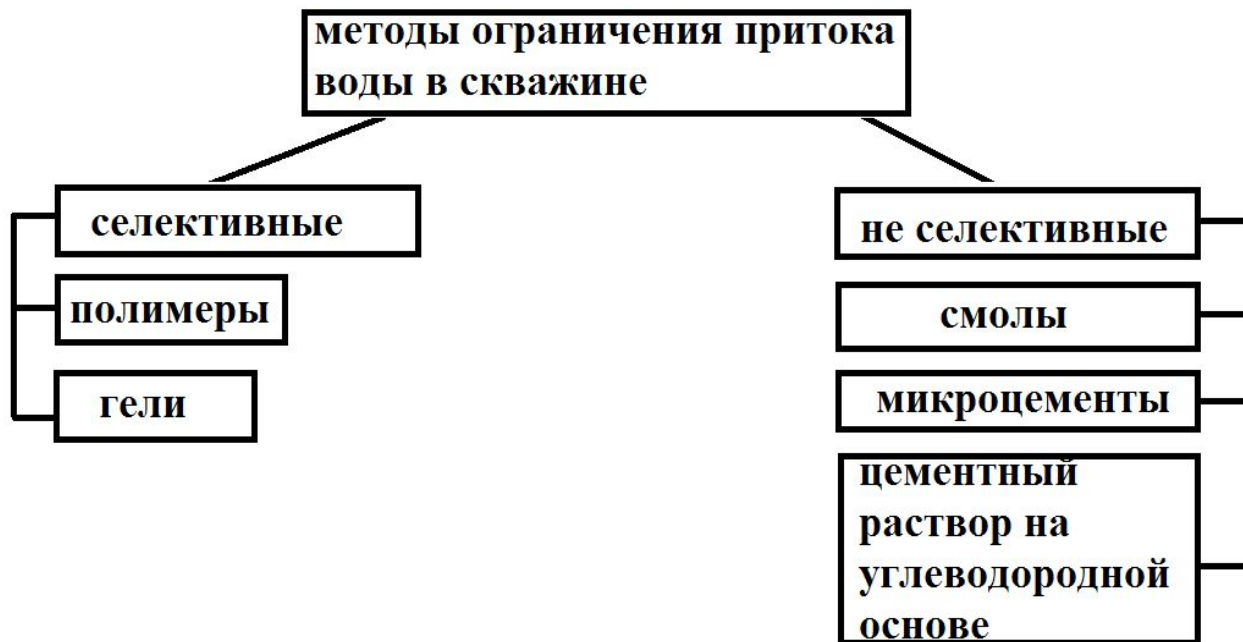 методы ограничения притока
воды в скважине
селективные
полимеры
гели
не селективные
смолы
микроцементы
цементный
раствор на
углеводородной
основе